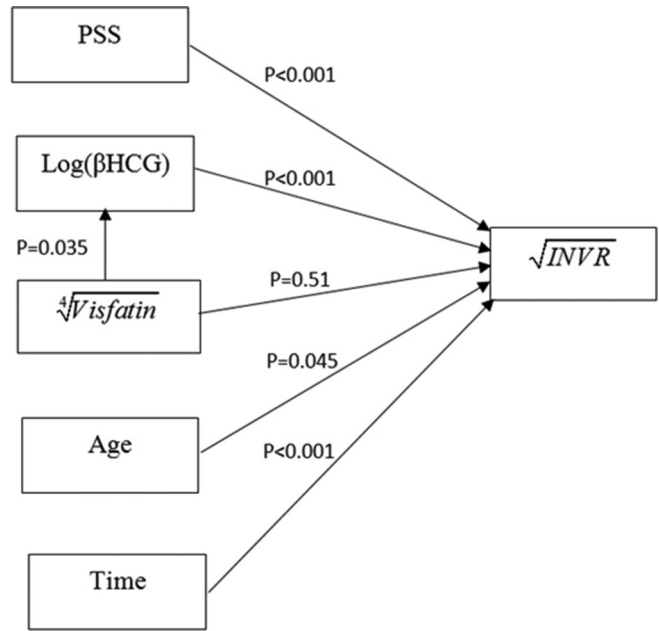 PSS
P<0.001
Log(βHCG)
P<0.001
√INVR
P=0.035
P=0.51
∜Visfatin
P=0.045
Age
P<0.001
Time